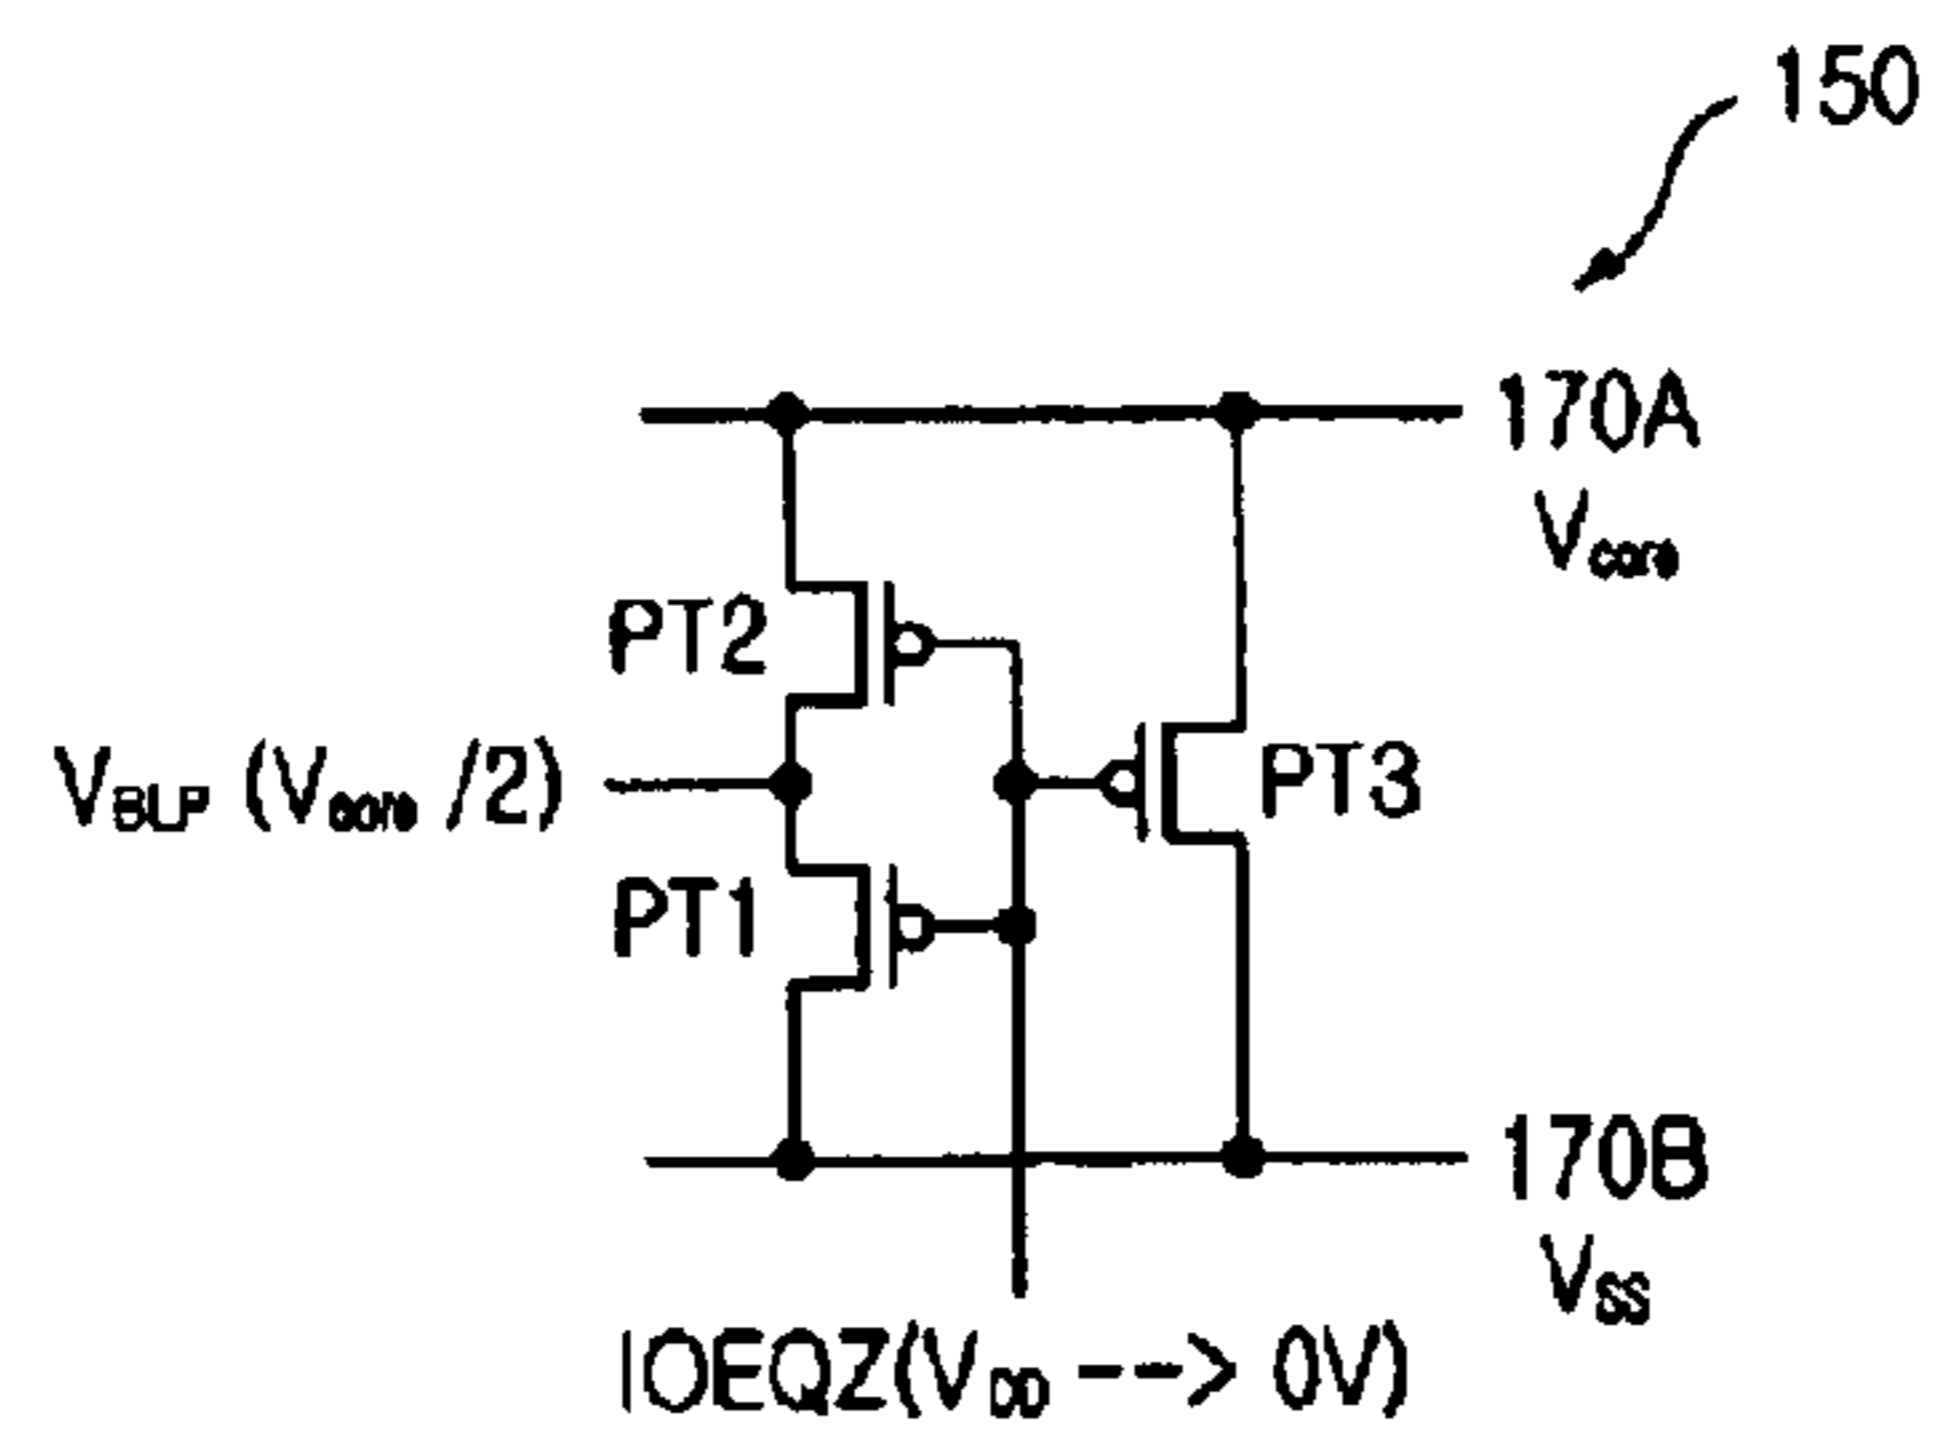 150
170A
Vcore
PT2
VBLP (Vcore /2)
PT3
PT1
170B
VSS
IOEQZ(VDD --> 0V)